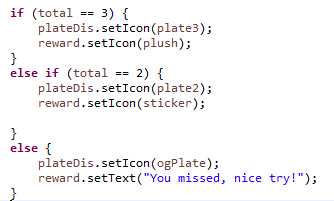 if (total == 3) {
    plateDis.setIcon(plate3);
    reward.setIcon(plush);
}
else if (total == 2) {
    plateDis.setIcon(plate2);
    reward.setIcon(sticker);

}
else {
    plateDis.setIcon(ogPlate);
    reward.setText("You missed, nice try!");
}